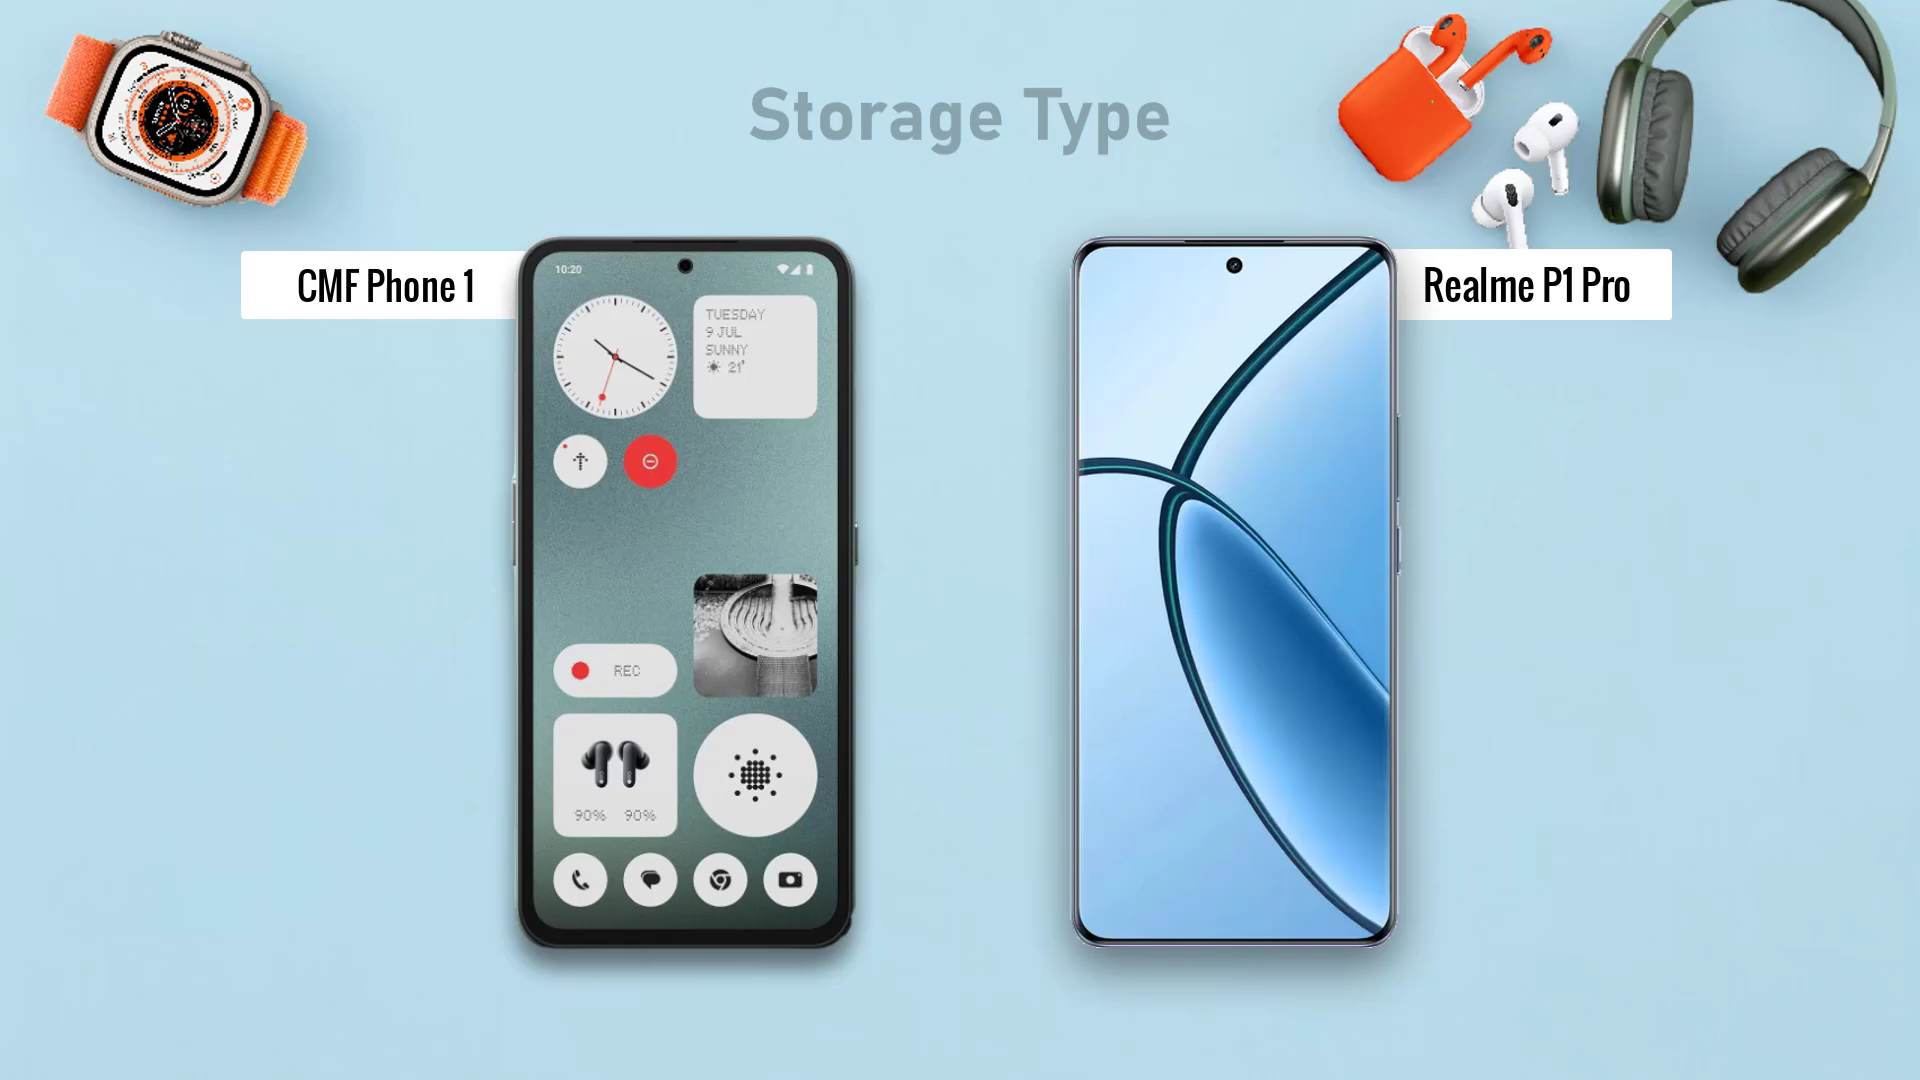 Storage Type
CMF Phone 1
Realme P1 Pro
10:20
TUESDAY
9 JUL
SUNNY
21°
REC
90% 90%